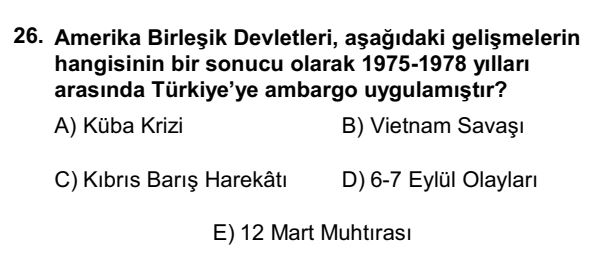 26. Amerika Birleşik Devletleri, aşağıdaki gelişmelerin
hangisinin bir sonucu olarak 1975-1978 yılları
arasında Türkiye'ye ambargo uygulamıştır?
A) Küba Krizi B) Vietnam Savaşı
C) Kıbrıs Barış Harekâtı D) 6-7 Eylül Olayları
E) 12 Mart Muhtırası